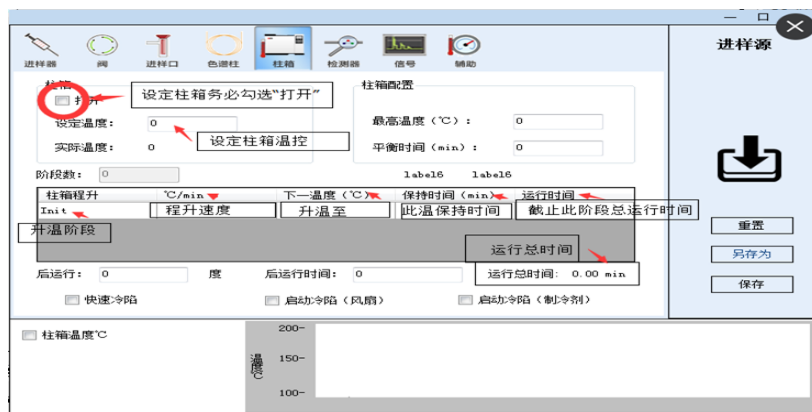 进样源
进样器 阀 进样口 色谱柱 柱箱 检测器 信号 辅助
柱箱 柱箱配置
打开 设定柱箱务必勾选“打开”
设定温度： 0 最高温度（℃）： 0
设定柱箱温控
实际温度： 0 平衡时间（min）： 0
阶段数： 0 label6 label6
柱箱程升 ℃/min 下一温度（℃） 保持时间（min） 运行时间
Init 程升速度 升温至 此温保持时间 截止此阶段总运行时间
升温阶段
重置
运行总时间
另存为
后运行： 0 度 后运行时间： 0 运行总时间: 0.00 min
保存
快速冷陷 启动冷陷（风扇） 启动冷陷（制冷剂）
柱箱温度℃
200-
150-
100-
温度℃